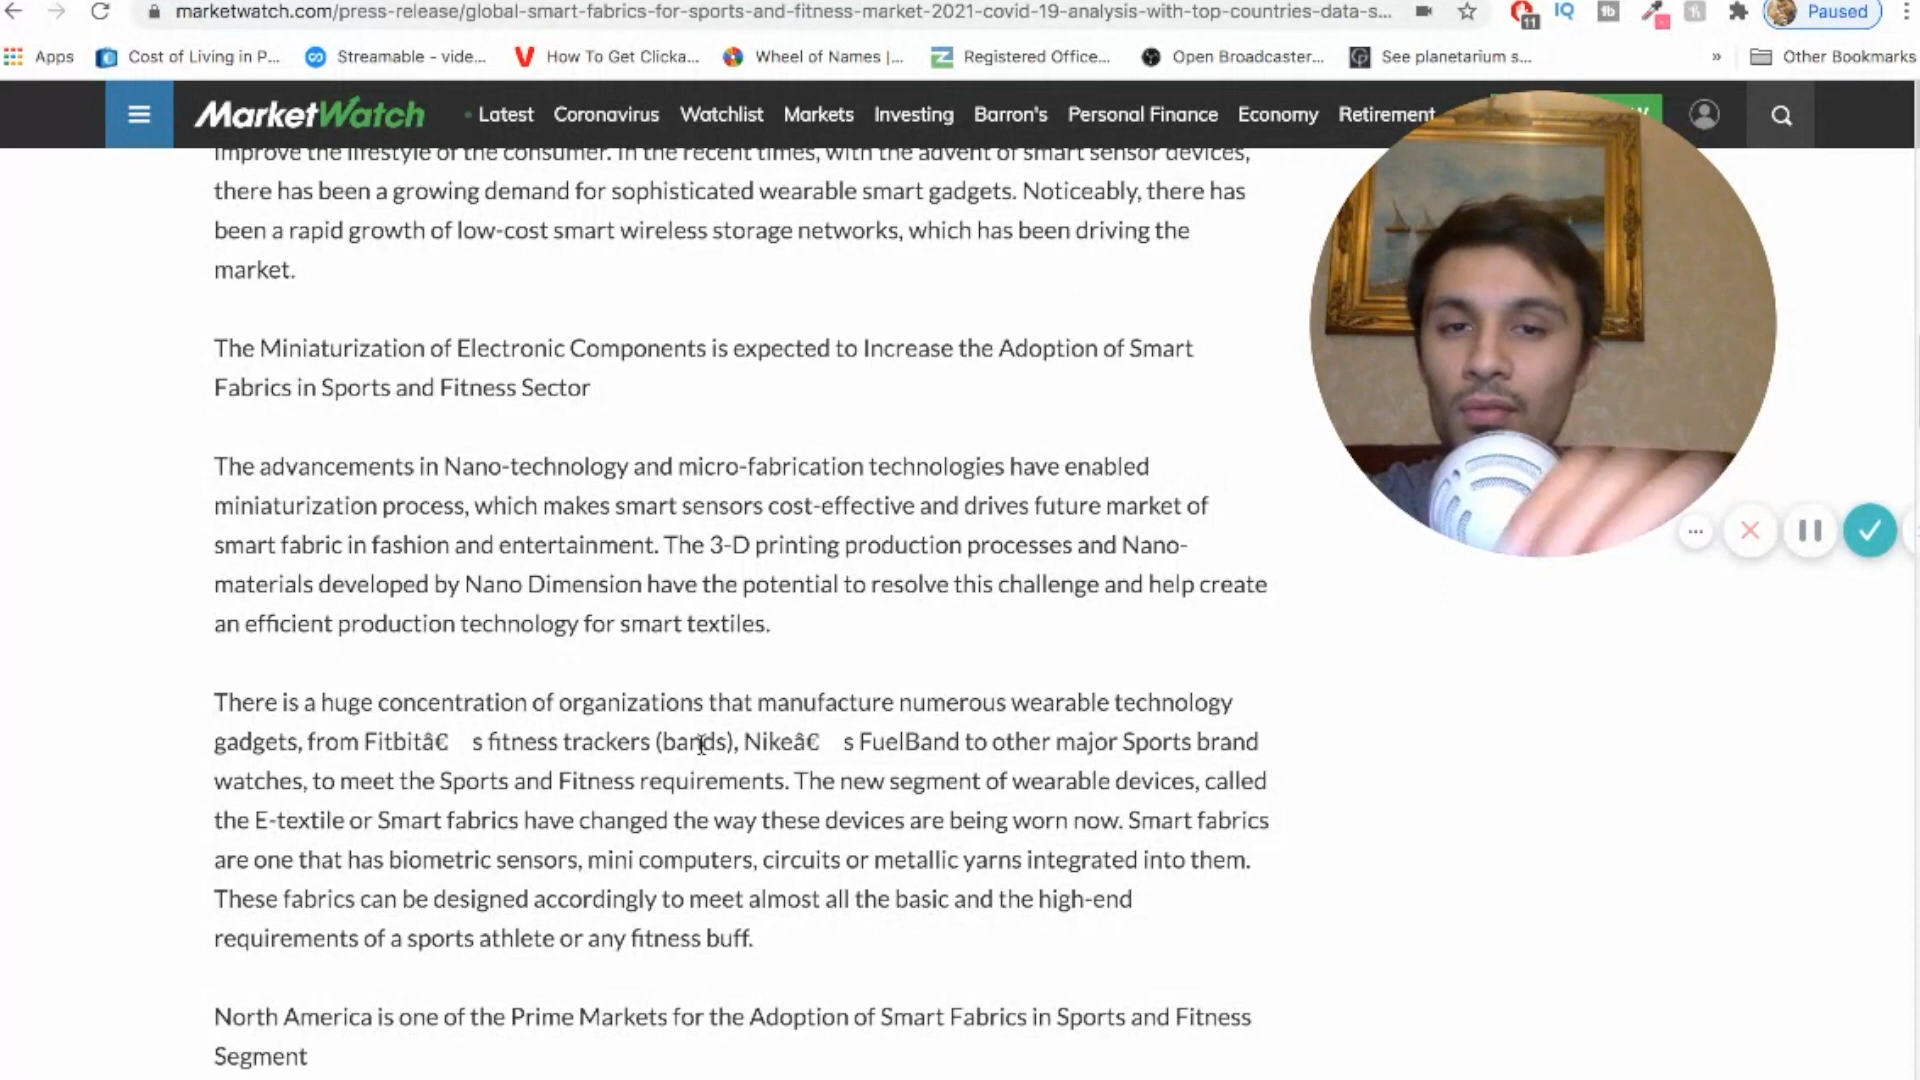 marketwatch.com/press-release/global-smart-fabrics-for-sports-and-fitness-market-2021-covid-19-analysis-with-top-countries-data-s...
11
IQ
tb
h
Paused
Apps
Cost of Living in P...
Streamable - vide...
How To Get Clicka...
Wheel of Names |...
Registered Office...
Open Broadcaster...
See planetarium s...
»
Other Bookmarks
MarketWatch
Latest Coronavirus Watchlist Markets Investing Barron's Personal Finance Economy Retirement
improve the lifestyle of the consumer. In the recent times, with the advent of smart sensor devices,
there has been a growing demand for sophisticated wearable smart gadgets. Noticeably, there has
been a rapid growth of low-cost smart wireless storage networks, which has been driving the
market.
The Miniaturization of Electronic Components is expected to Increase the Adoption of Smart
Fabrics in Sports and Fitness Sector
The advancements in Nano-technology and micro-fabrication technologies have enabled
miniaturization process, which makes smart sensors cost-effective and drives future market of
smart fabric in fashion and entertainment. The 3-D printing production processes and Nano-
materials developed by Nano Dimension have the potential to resolve this challenge and help create
an efficient production technology for smart textiles.
There is a huge concentration of organizations that manufacture numerous wearable technology
gadgets, from Fitbitâ€ s fitness trackers (bands), Nikeâ€ s FuelBand to other major Sports brand
watches, to meet the Sports and Fitness requirements. The new segment of wearable devices, called
the E-textile or Smart fabrics have changed the way these devices are being worn now. Smart fabrics
are one that has biometric sensors, mini computers, circuits or metallic yarns integrated into them.
These fabrics can be designed accordingly to meet almost all the basic and the high-end
requirements of a sports athlete or any fitness buff.
North America is one of the Prime Markets for the Adoption of Smart Fabrics in Sports and Fitness
Segment